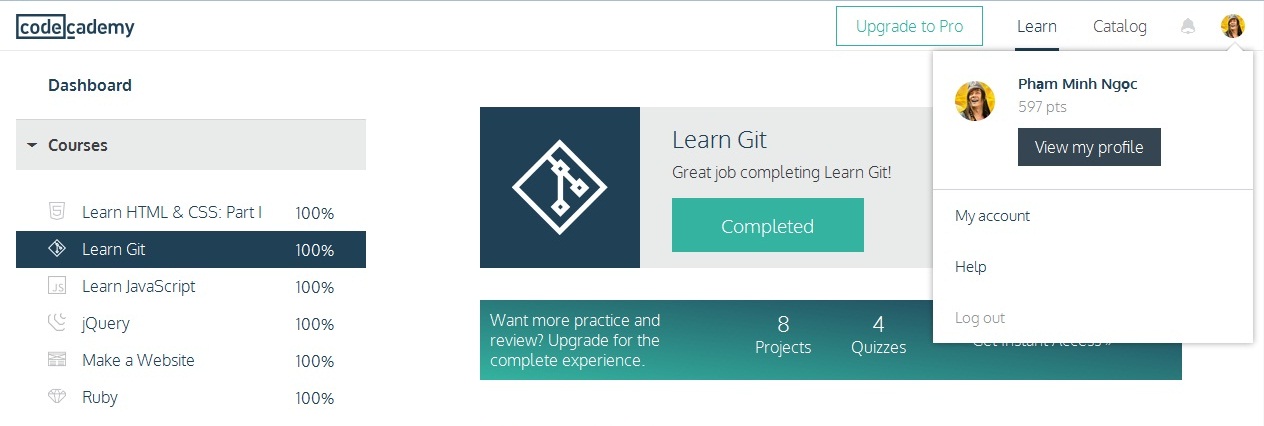 codecademy
Upgrade to Pro
Learn
Catalog
Dashboard
Courses
Learn HTML & CSS: Part I 100%
Learn Git 100%
Learn JavaScript 100%
jQuery 100%
Make a Website 100%
Ruby 100%
Learn Git
Great job completing Learn Git!
Completed
Want more practice and
review? Upgrade for the
complete experience.
8
Projects
4
Quizzes
Get Instant Access »
Phạm Minh Ngọc
597 pts
View my profile
My account
Help
Log out